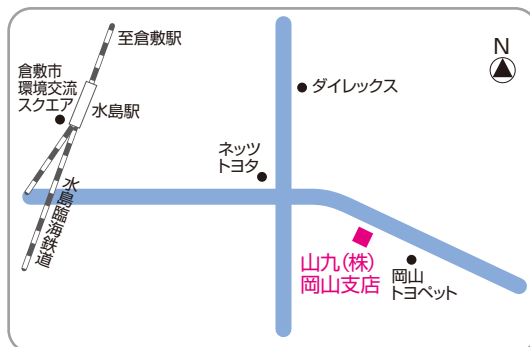 至倉敷駅
倉敷市
環境交流
スクエア
水島駅
水島臨海鉄道
N
ダイレックス
ネッツ
トヨタ
山九(株)
岡山支店
岡山
トヨペット